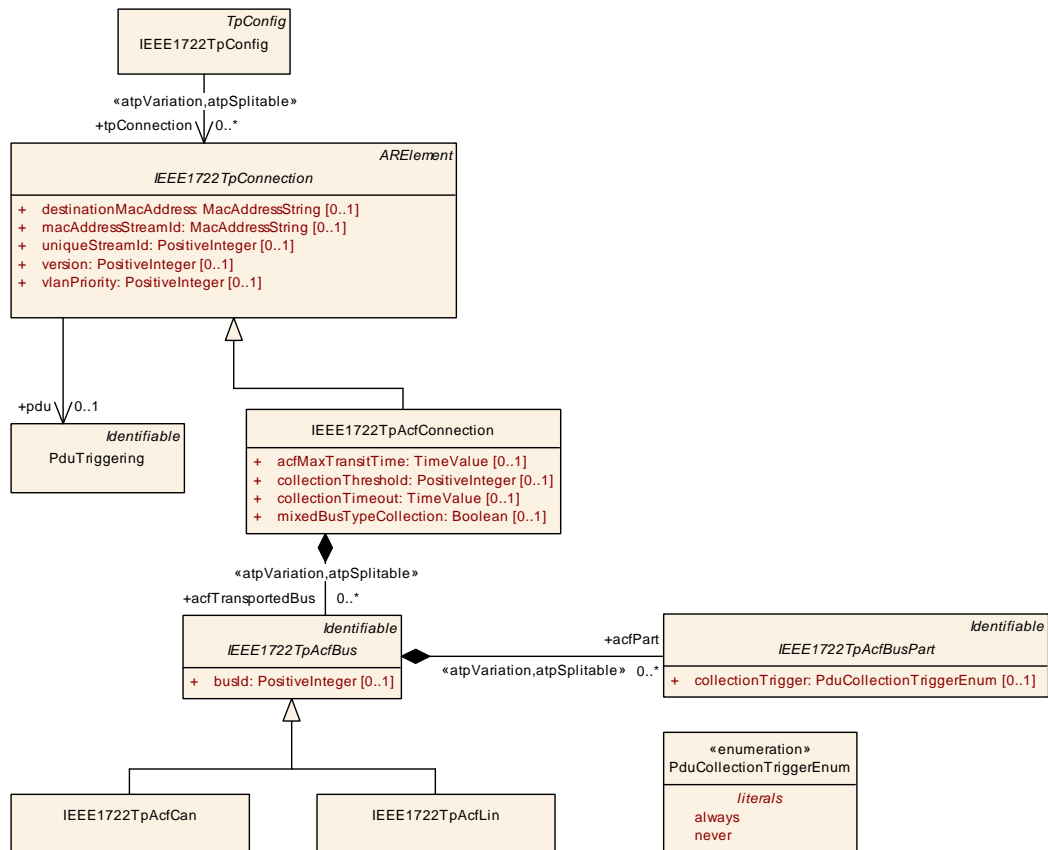 TpConfig
IEEE1722TpConfig
«atpVariation,atpSplitable»
+tpConnection 0..*
ARElement
IEEE1722TpConnection
+ destinationMacAddress: MacAddressString [0..1]
+ macAddressStreamId: MacAddressString [0..1]
+ uniqueStreamId: PositiveInteger [0..1]
+ version: PositiveInteger [0..1]
+ vlanPriority: PositiveInteger [0..1]
+pdu 0..1
Identifiable
PduTriggering
IEEE1722TpAcfConnection
+ acfMaxTransitTime: TimeValue [0..1]
+ collectionThreshold: PositiveInteger [0..1]
+ collectionTimeout: TimeValue [0..1]
+ mixedBusTypeCollection: Boolean [0..1]
«atpVariation,atpSplitable»
+acfTransportedBus 0..*
Identifiable
IEEE1722TpAcfBus
+ busId: PositiveInteger [0..1]
+acfPart
«atpVariation,atpSplitable» 0..*
Identifiable
IEEE1722TpAcfBusPart
+ collectionTrigger: PduCollectionTriggerEnum [0..1]
«enumeration»
PduCollectionTriggerEnum
literals
always
never
IEEE1722TpAcfCan
IEEE1722TpAcfLin